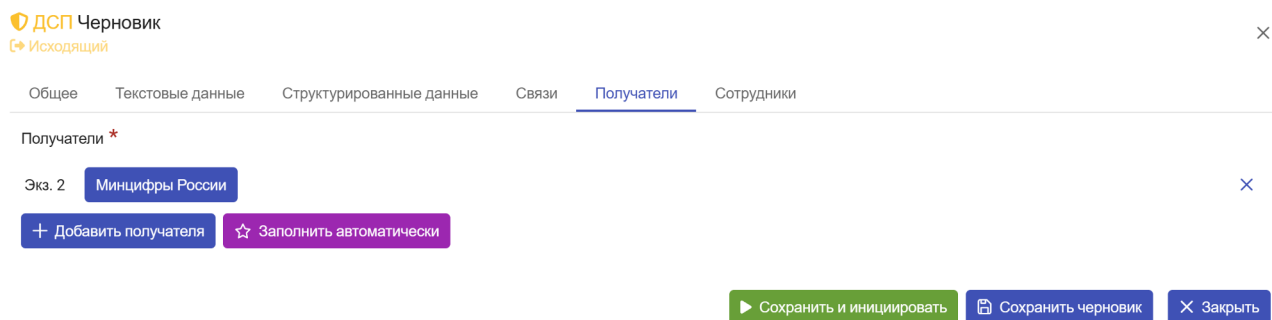 ДСП Черновик
Исходящий
Общее Текстовые данные Структурированные данные Связи Получатели Сотрудники
Получатели *
Экз. 2 Минцифры России
Добавить получателя Заполнить автоматически
Сохранить и инициировать Сохранить черновик Закрыть